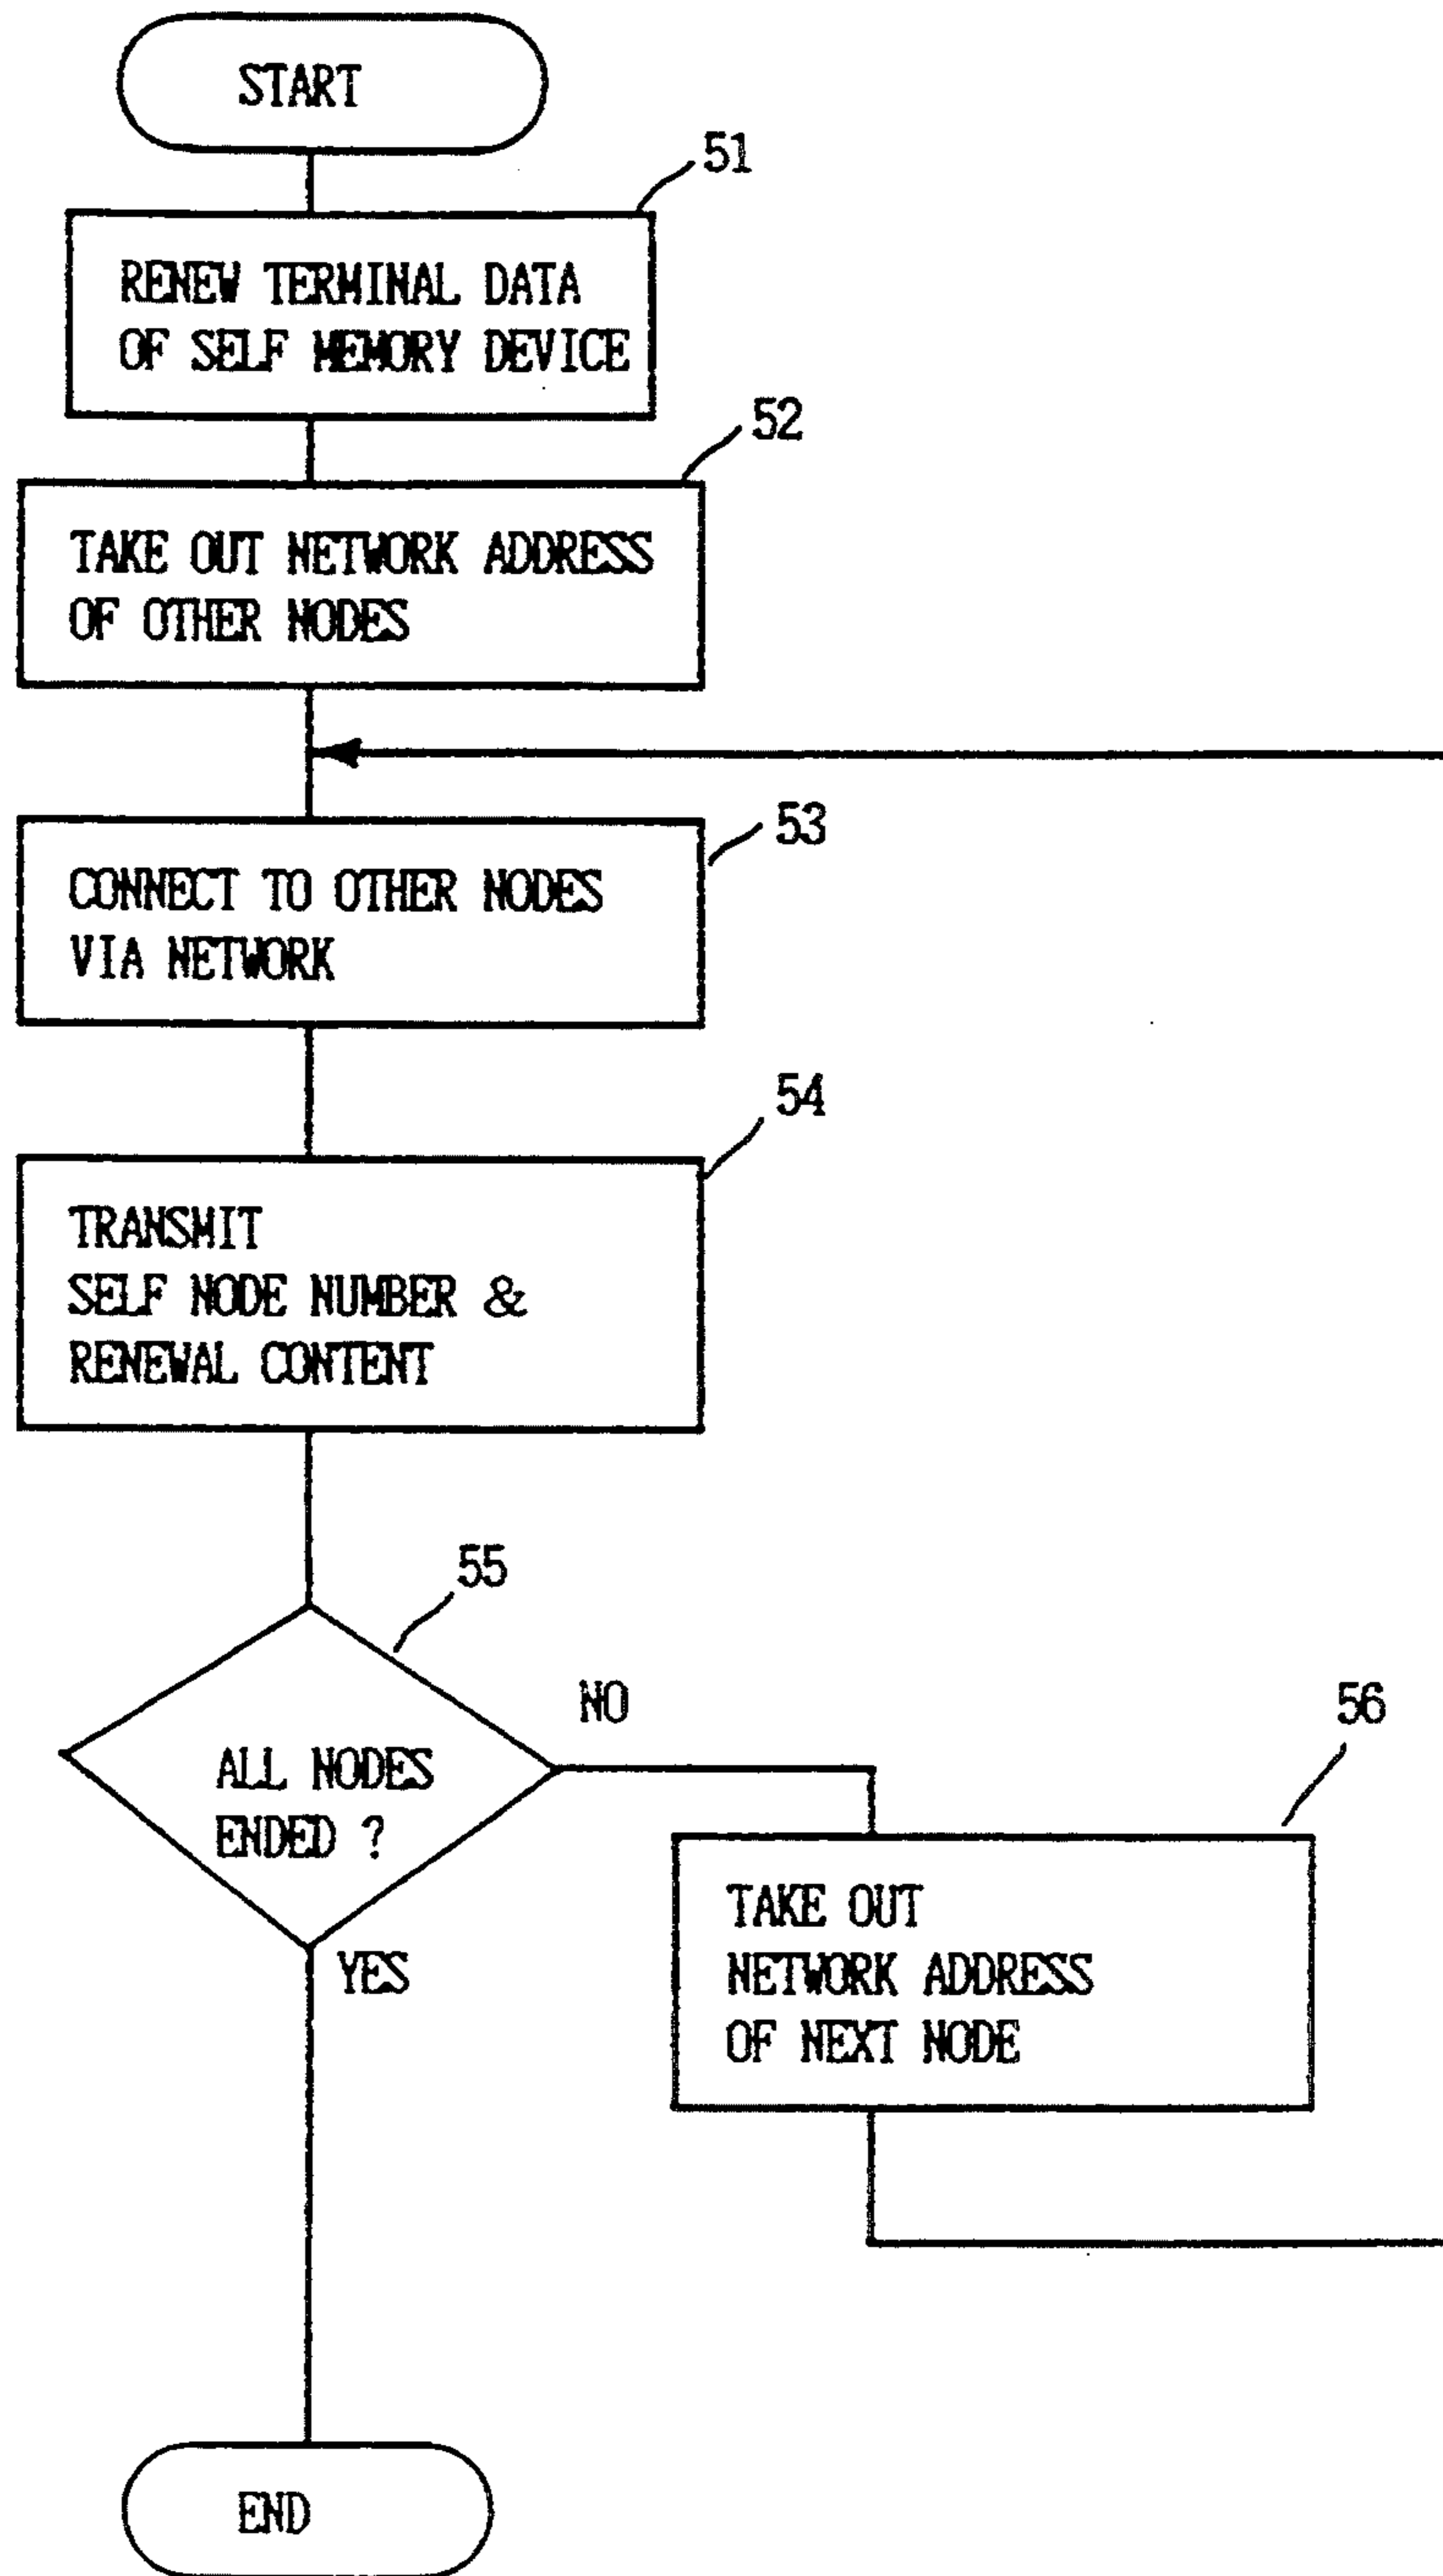 START
51
RENEW TERMINAL DATA
OF SELF MEMORY DEVICE
52
TAKE OUT NETWORK ADDRESS
OF OTHER NODES
53
CONNECT TO OTHER NODES
VIA NETWORK
54
TRANSMIT
SELF NODE NUMBER &
RENEWAL CONTENT
55
ALL NODES
ENDED ?
NO
YES
56
TAKE OUT
NETWORK ADDRESS
OF NEXT NODE
END